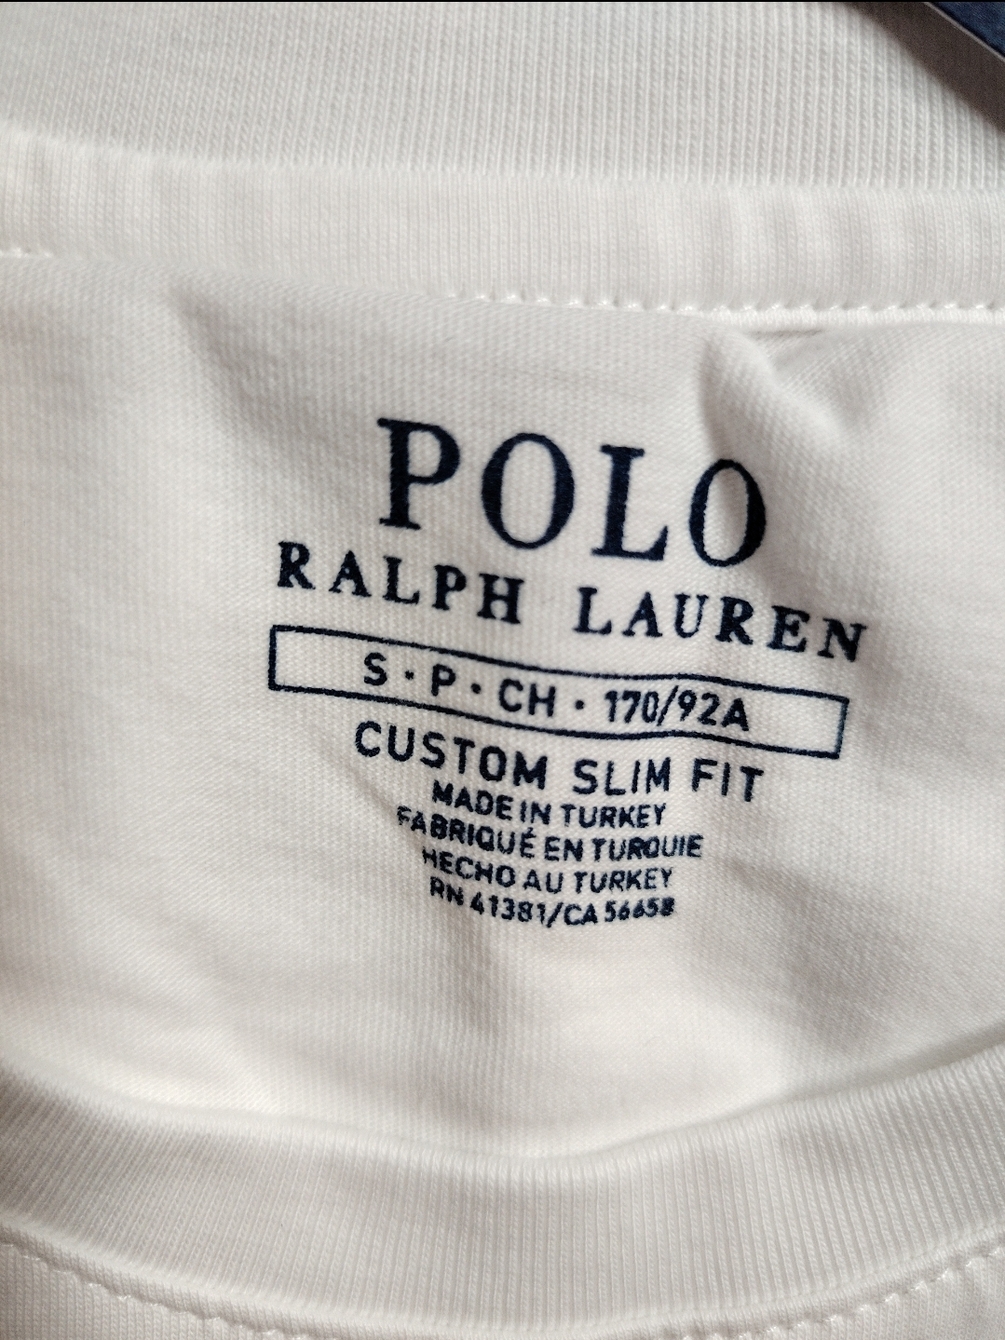 POLO
RALPH LAUREN
S · P · CH · 170/92A
CUSTOM SLIM FIT
MADE IN TURKEY
FABRIQUÉ EN TURQUIE
HECHO AU TURKEY
RN 41381/CA 56658